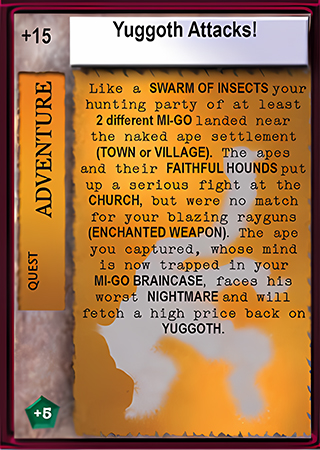 +15
Yuggoth Attacks!
ADVENTURE
QUEST
Like a SWARM OF INSECTS your
hunting party of at least
2 different MI-GO landed near
the naked ape settlement
(TOWN or VILLAGE). The apes
and their FAITHFUL HOUNDS put
up a serious fight at the
CHURCH, but were no match
for your blazing rayguns
(ENCHANTED WEAPON). The ape
you captured, whose mind
is now trapped in your
MI-GO BRAINCASE, faces his
worst NIGHTMARE and will
fetch a high price back on
YUGGOTH.
+5